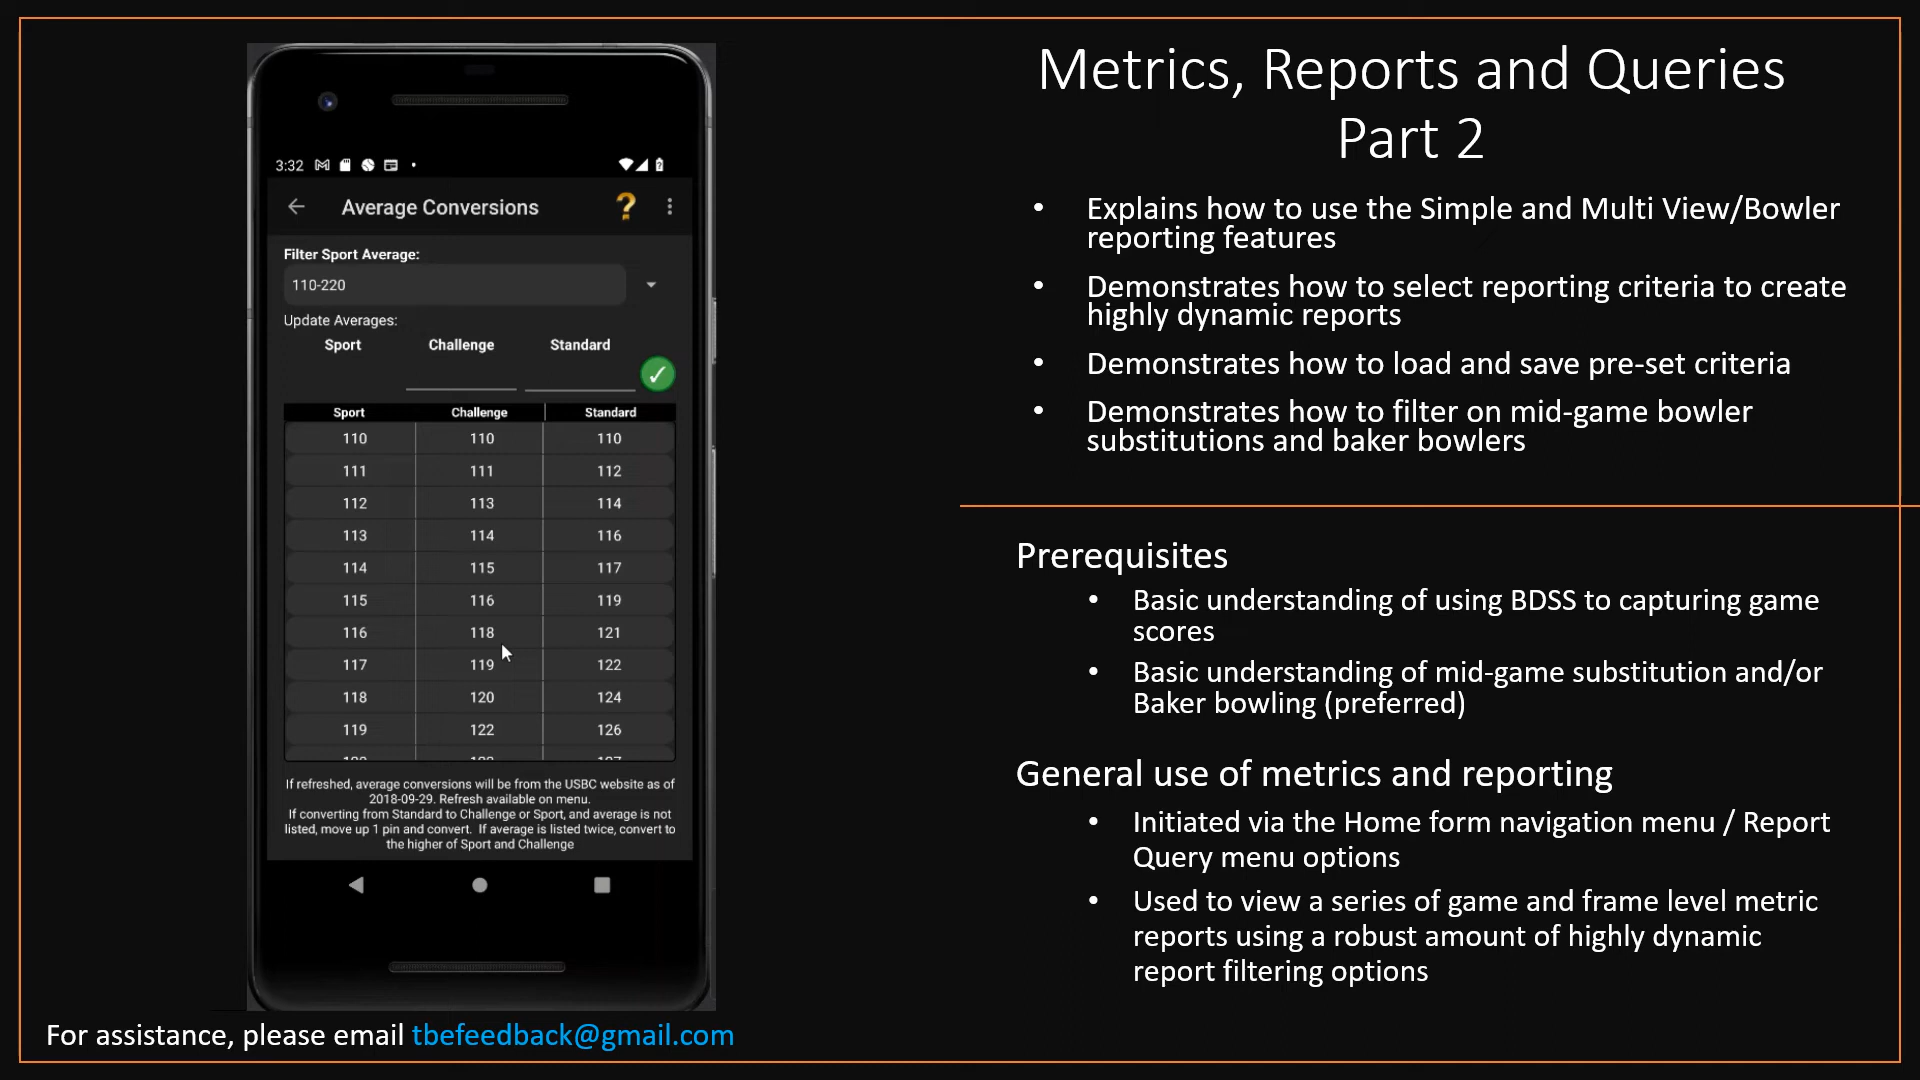 3:32
Average Conversions
Filter Sport Average:
110-220
Update Averages:
Sport Challenge Standard
Sport Challenge Standard
110 110 110
111 111 112
112 113 114
113 114 116
114 115 117
115 116 119
116 118 121
117 119 122
118 120 124
119 122 126
If refreshed, average conversions will be from the USBC website as of
2018-09-29. Refresh available on menu.
If converting from Standard to Challenge or Sport, and average is not
listed, move up 1 pin and convert. If average is listed twice, convert to
the higher of Sport and Challenge
For assistance, please email tbefeedback@gmail.com
Metrics, Reports and Queries
Part 2
• Explains how to use the Simple and Multi View/Bowler
reporting features
• Demonstrates how to select reporting criteria to create
highly dynamic reports
• Demonstrates how to load and save pre-set criteria
• Demonstrates how to filter on mid-game bowler
substitutions and baker bowlers
Prerequisites
• Basic understanding of using BDSS to capturing game
scores
• Basic understanding of mid-game substitution and/or
Baker bowling (preferred)
General use of metrics and reporting
• Initiated via the Home form navigation menu / Report
Query menu options
• Used to view a series of game and frame level metric
reports using a robust amount of highly dynamic
report filtering options